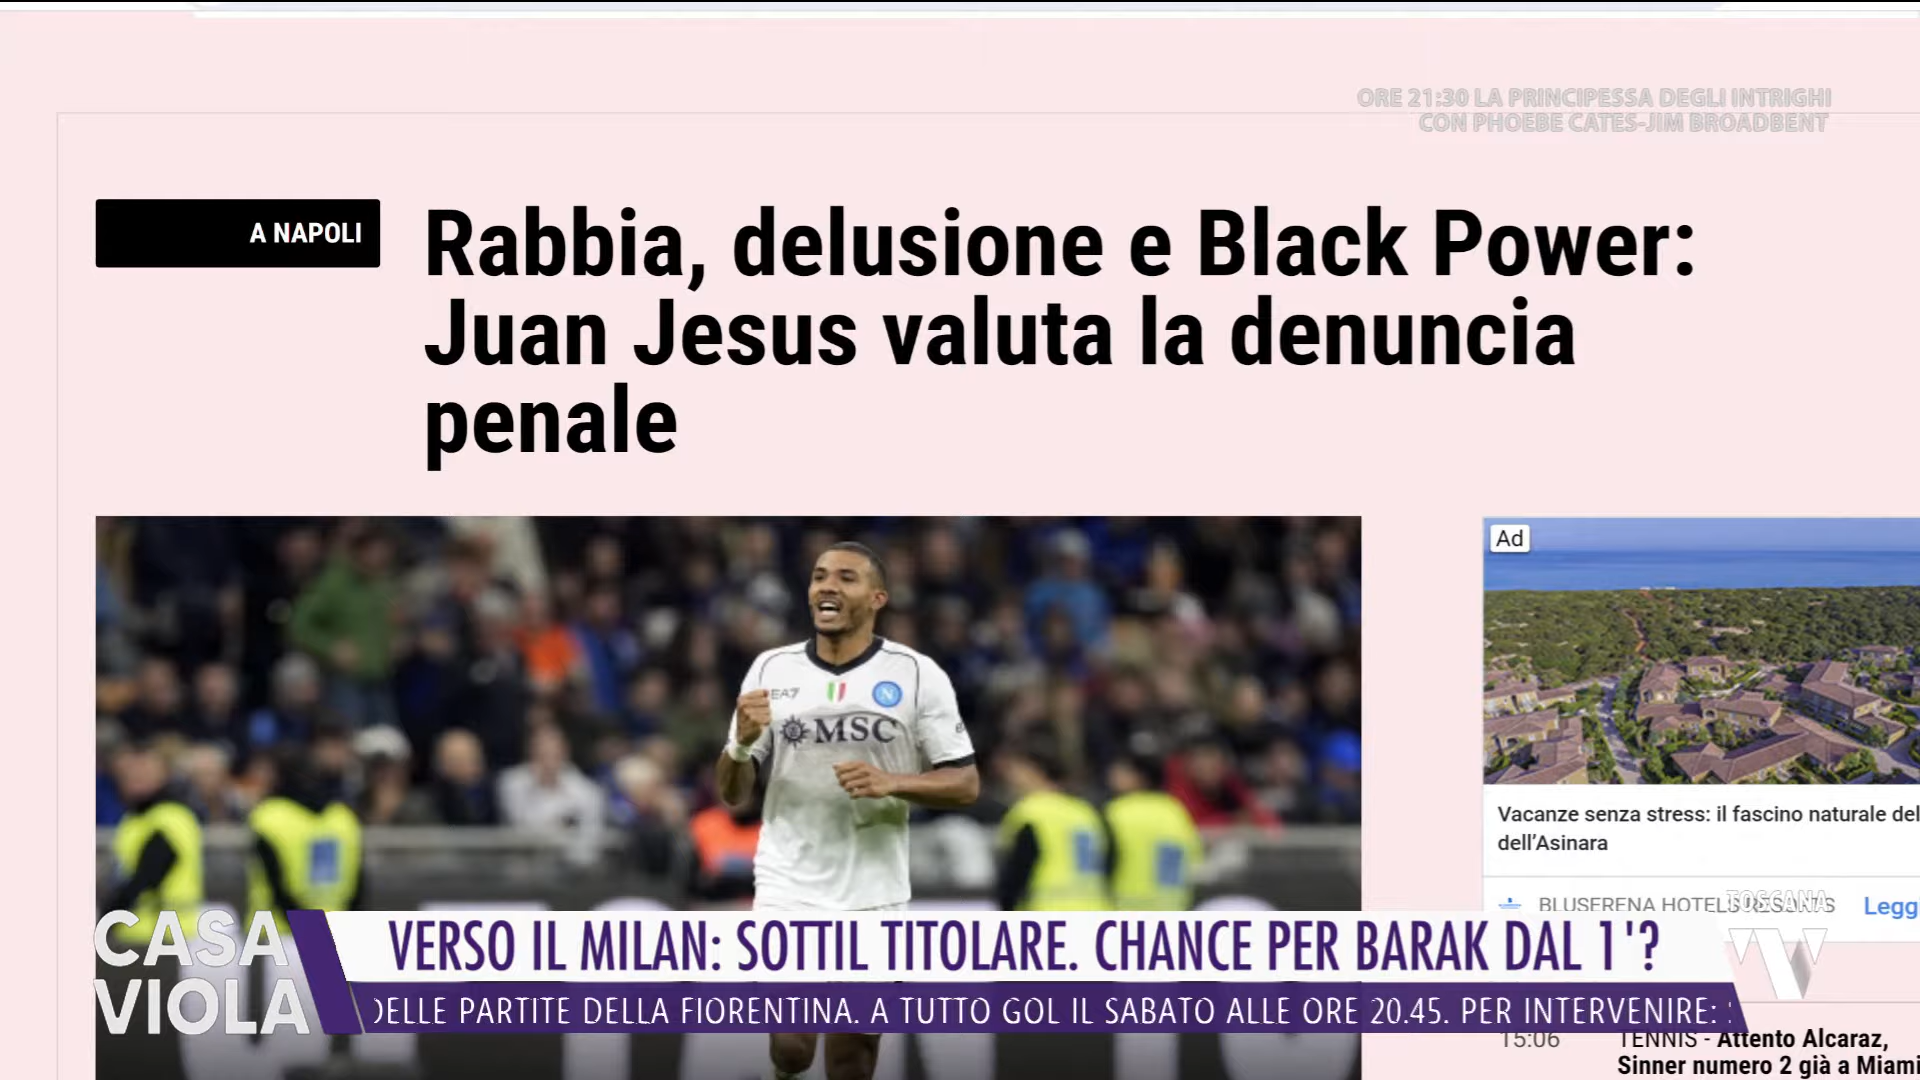 ORE 21:30 LA PRINCIPESSA DEGLI INTRIGHI
CON PHOEBE CATES-JIM BROADBENT
A NAPOLI
Rabbia, delusione e Black Power:
Juan Jesus valuta la denuncia
penale
Ad
EA7
N
MSC
Vacanze senza stress: il fascino naturale del
dell'Asinara
BLUSERENA HOTELS RESORTS
Legg
TOSCANA
TV
CASA
VIOLA
VERSO IL MILAN: SOTTIL TITOLARE. CHANCE PER BARAK DAL 1'?
DELLE PARTITE DELLA FIORENTINA. A TUTTO GOL IL SABATO ALLE ORE 20.45. PER INTERVENIRE:
15:06
TENNIS - Attento Alcaraz,
Sinner numero 2 già a Miami